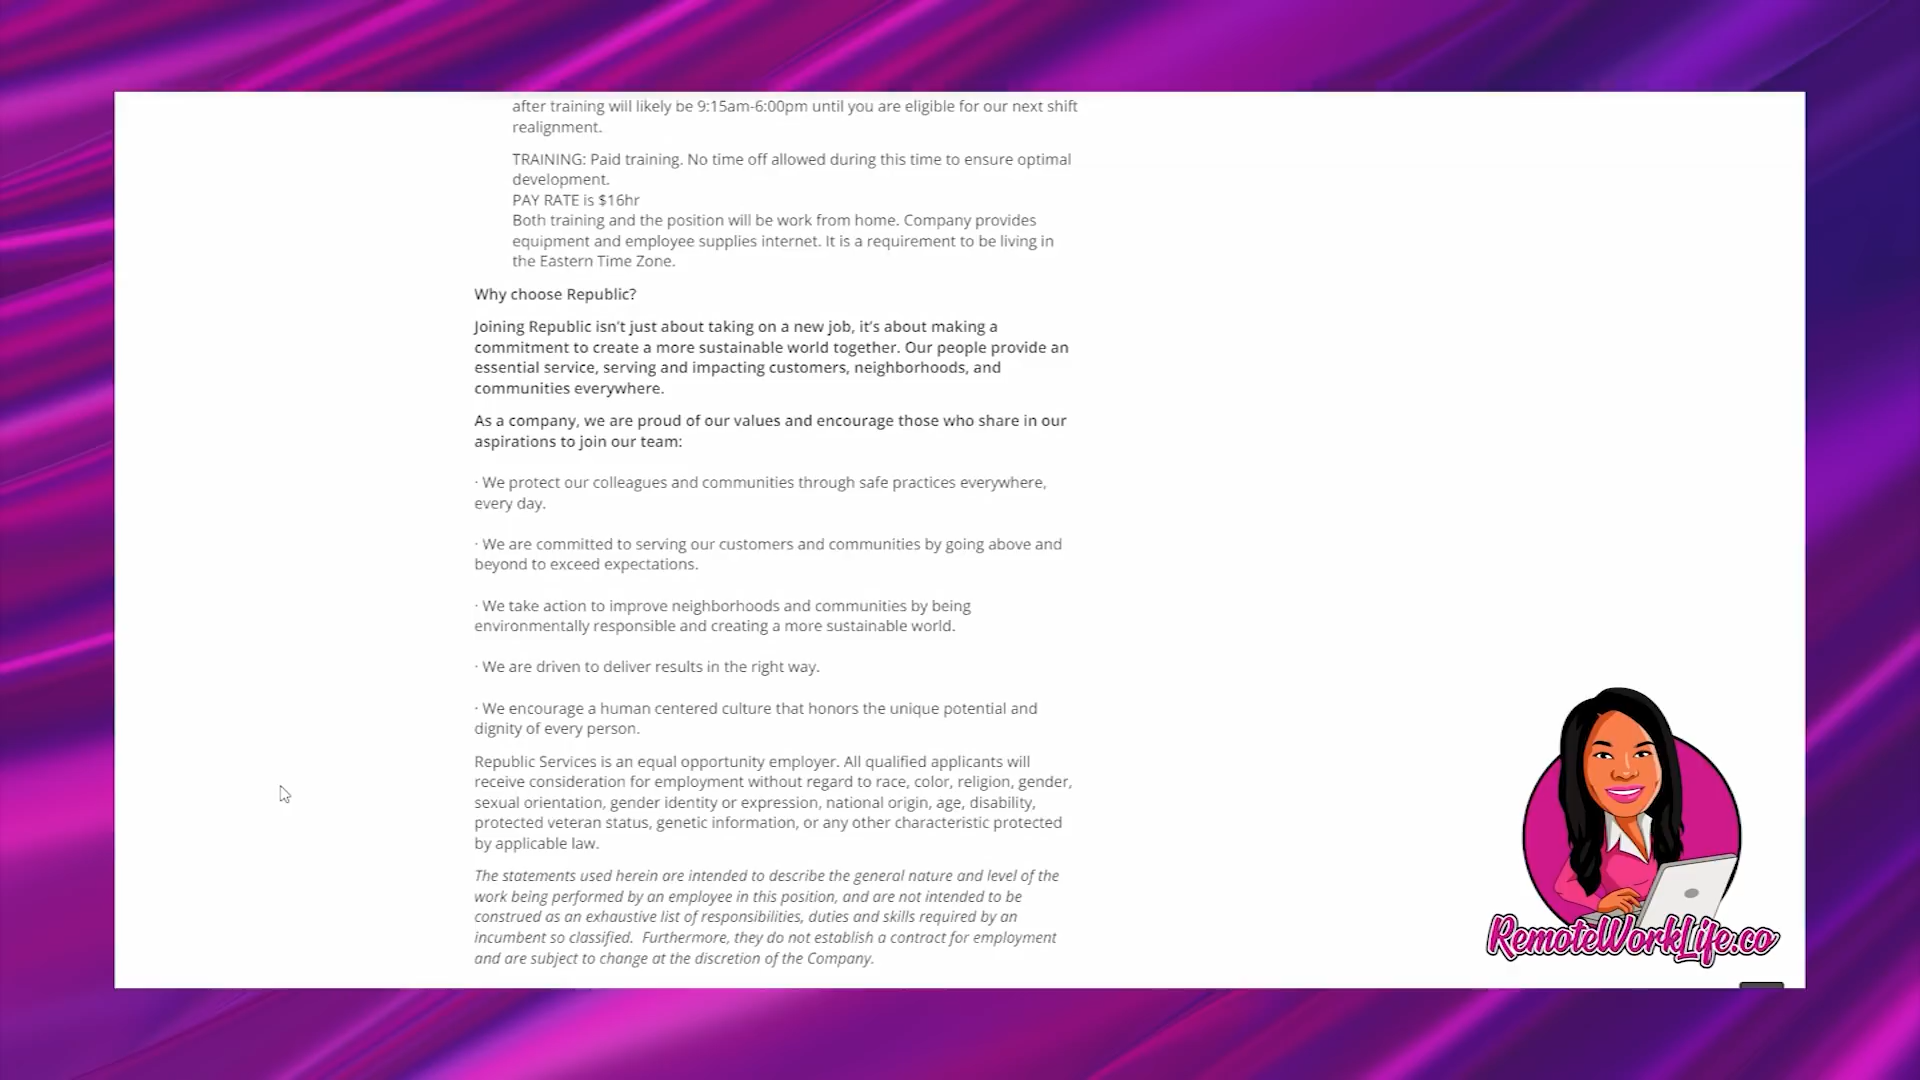 after training will likely be 9:15am-6:00pm until you are eligible for our next shift
realignment.
TRAINING: Paid training. No time off allowed during this time to ensure optimal
development.
PAY RATE is $16hr
Both training and the position will be work from home. Company provides
equipment and employee supplies internet. It is a requirement to be living in
the Eastern Time Zone.
Why choose Republic?
Joining Republic isn't just about taking on a new job, it's about making a
commitment to create a more sustainable world together. Our people provide an
essential service, serving and impacting customers, neighborhoods, and
communities everywhere.
As a company, we are proud of our values and encourage those who share in our
aspirations to join our team:
· We protect our colleagues and communities through safe practices everywhere,
every day.
· We are committed to serving our customers and communities by going above and
beyond to exceed expectations.
· We take action to improve neighborhoods and communities by being
environmentally responsible and creating a more sustainable world.
· We are driven to deliver results in the right way.
· We encourage a human centered culture that honors the unique potential and
dignity of every person.
Republic Services is an equal opportunity employer. All qualified applicants will
receive consideration for employment without regard to race, color, religion, gender,
sexual orientation, gender identity or expression, national origin, age, disability,
protected veteran status, genetic information, or any other characteristic protected
by applicable law.
The statements used herein are intended to describe the general nature and level of the
work being performed by an employee in this position, and are not intended to be
construed as an exhaustive list of responsibilities, duties and skills required by an
incumbent so classified.  Furthermore, they do not establish a contract for employment
and are subject to change at the discretion of the Company.
RemoteWorkLife.co